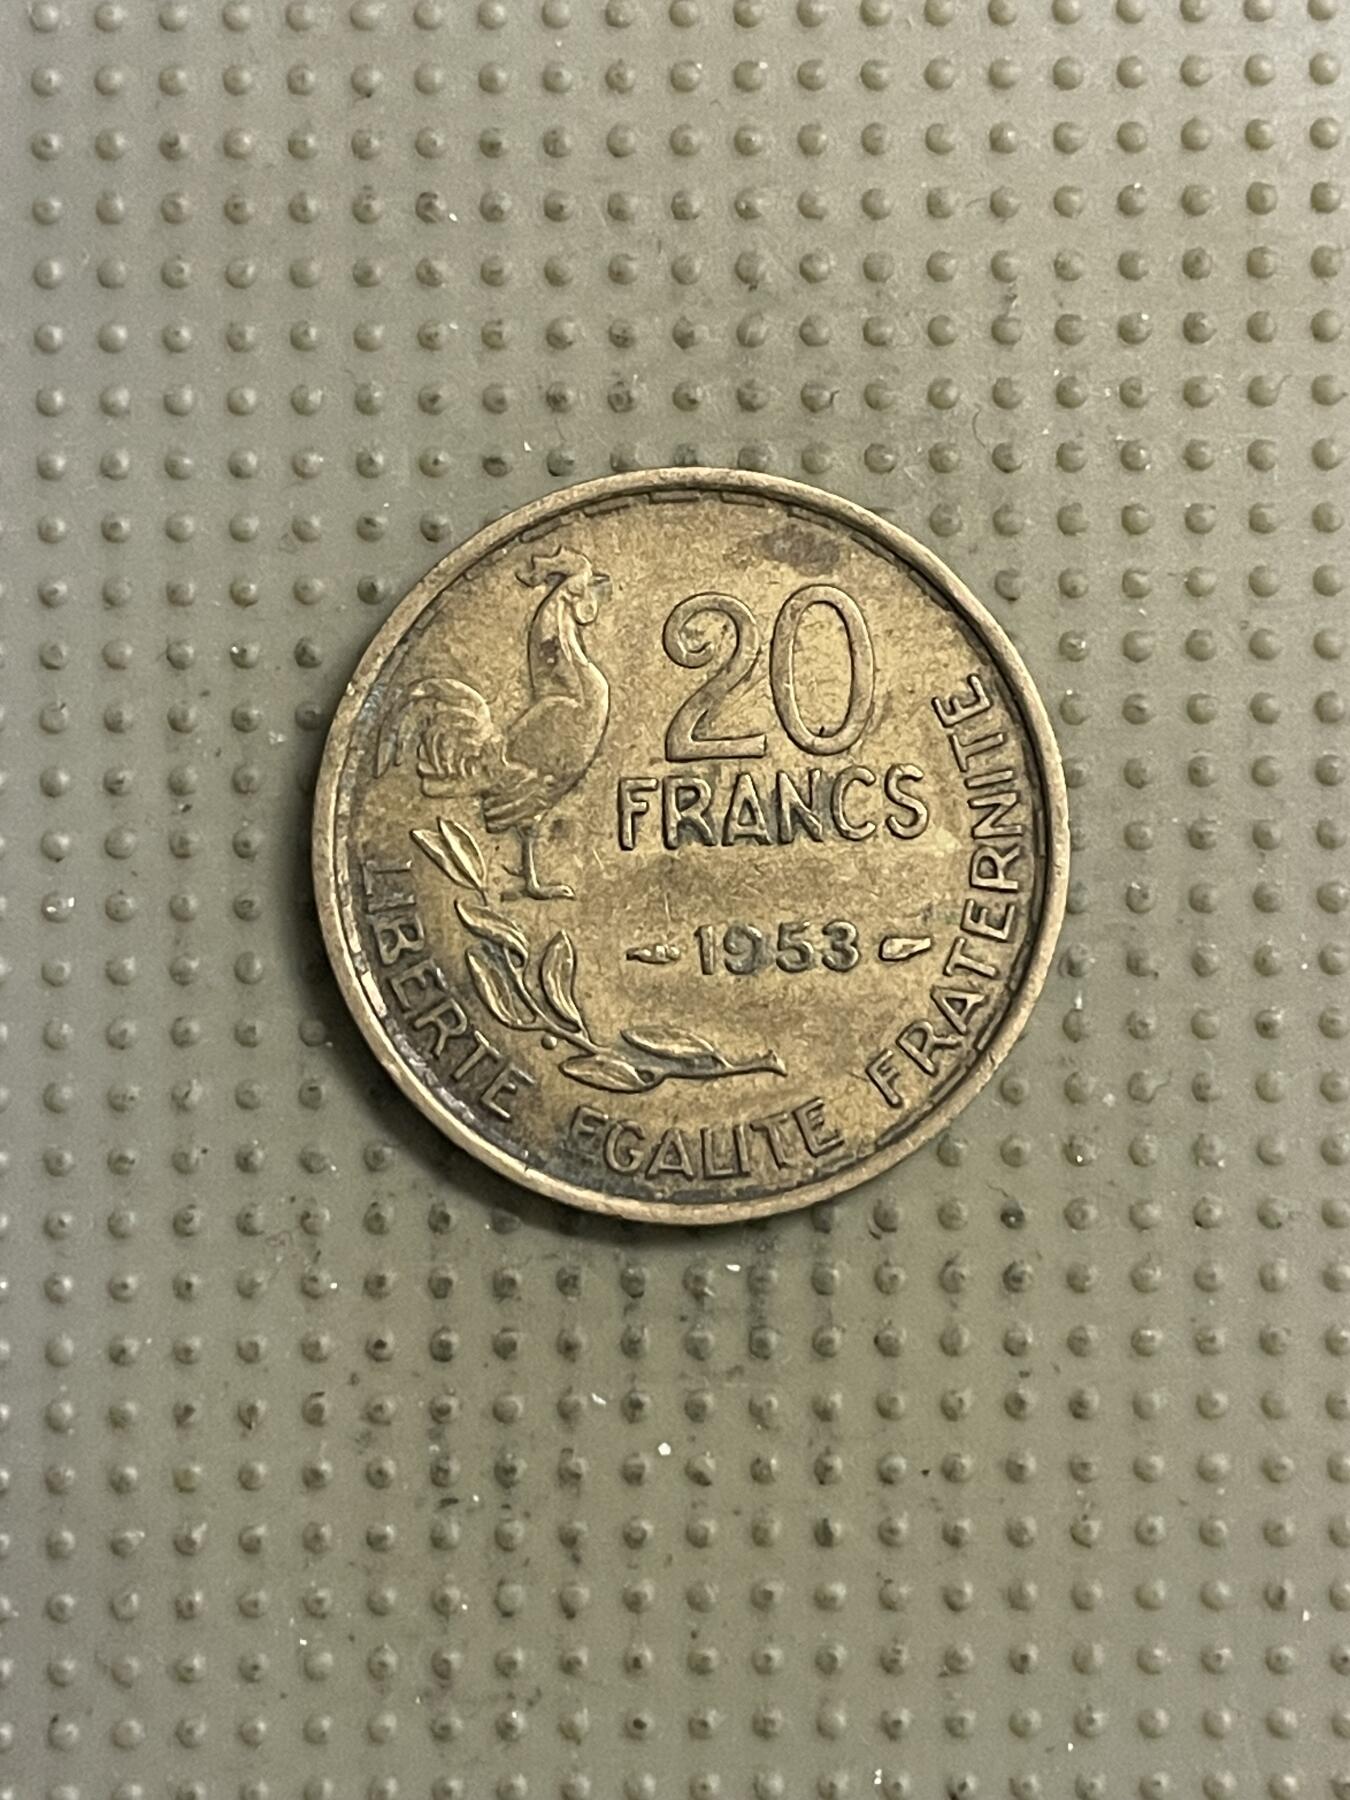 20
FRANCS
1953
LIBERTE EGALITE FRATERNITE